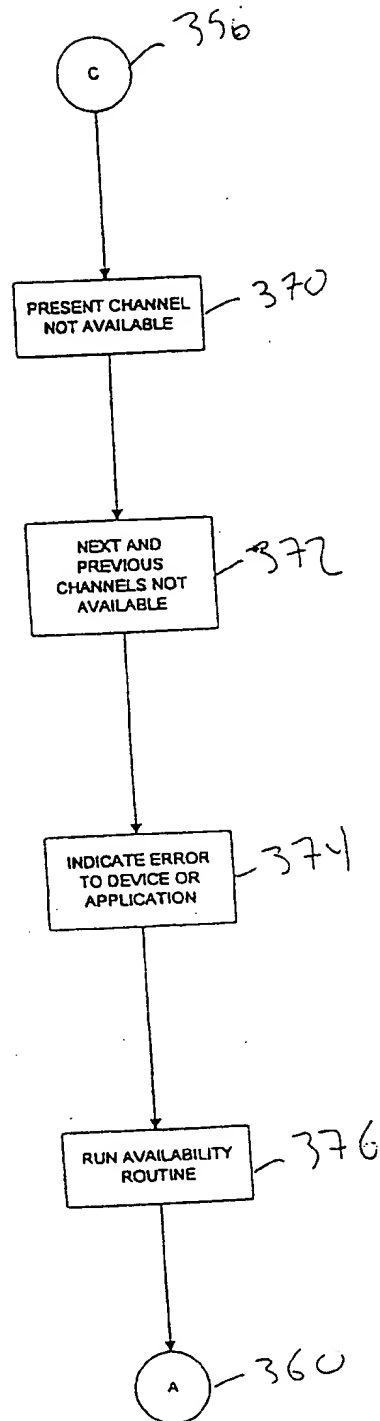 C
356
PRESENT CHANNEL
NOT AVAILABLE
370
NEXT AND
PREVIOUS
CHANNELS NOT
AVAILABLE
372
INDICATE ERROR
TO DEVICE OR
APPLICATION
374
RUN AVAILABILITY
ROUTINE
376
A
360